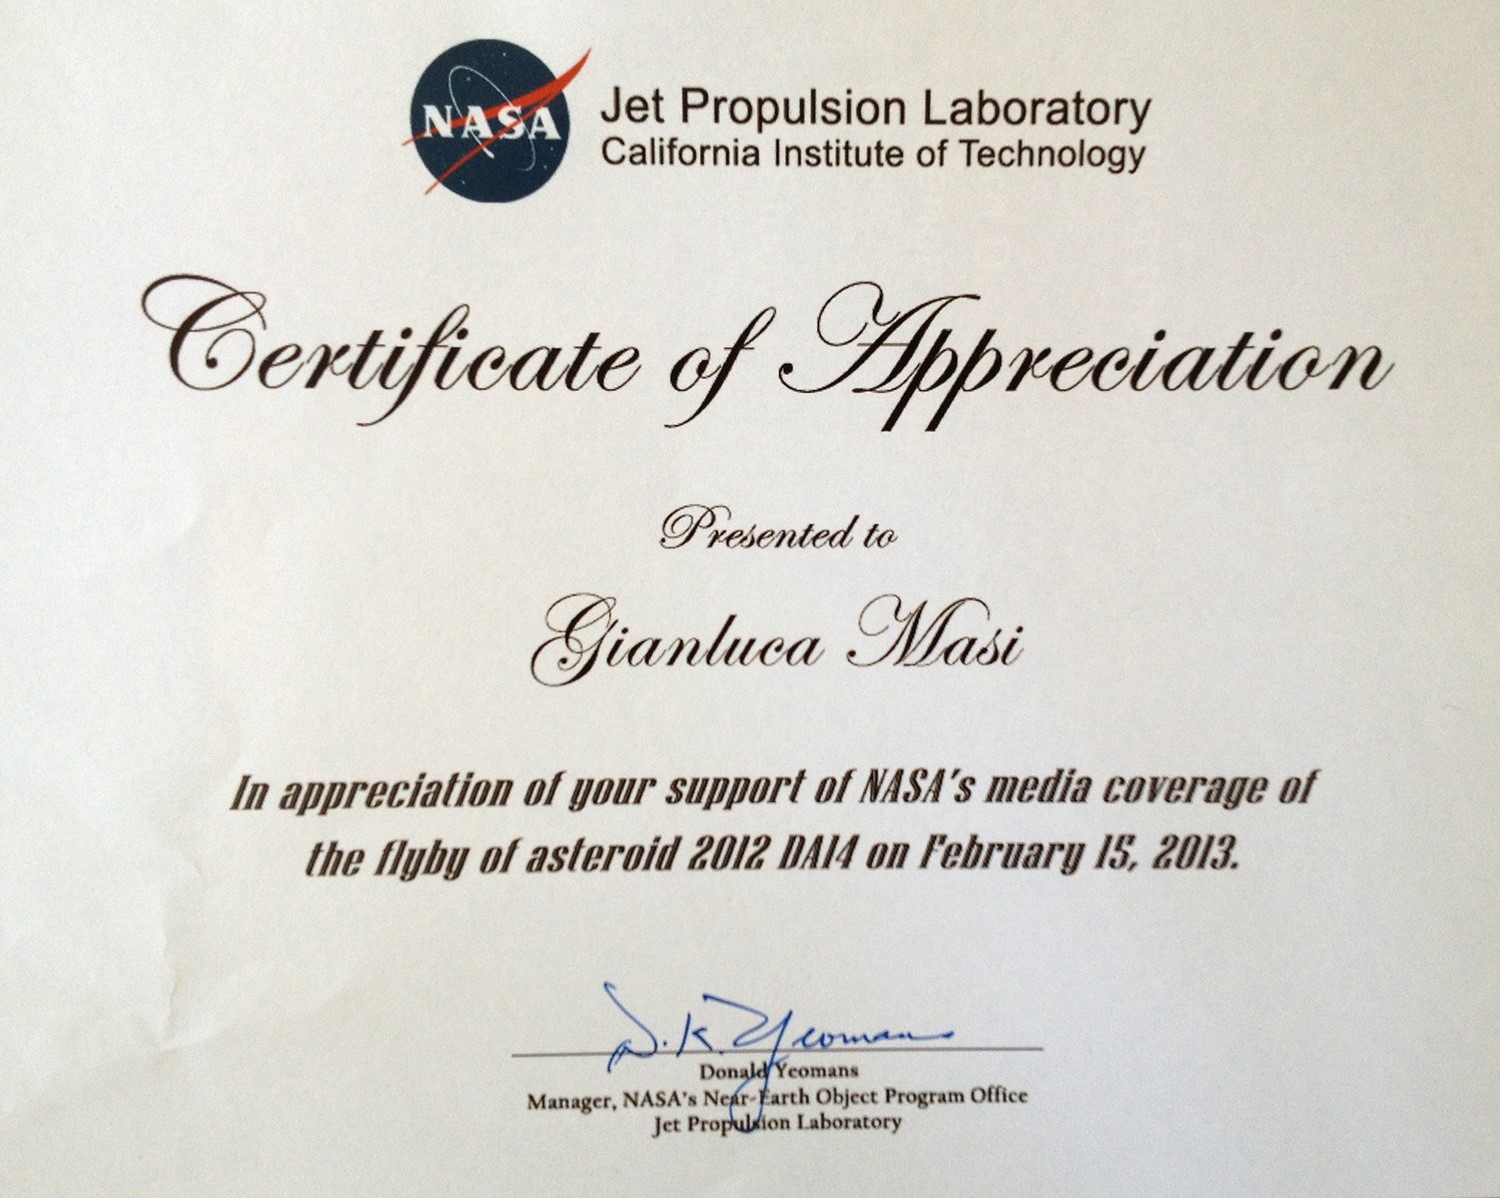 NASA
Jet Propulsion Laboratory
California Institute of Technology
Certificate of Appreciation
Presented to
Gianluca Masi
In appreciation of your support of NASA's media coverage of
the flyby of asteroid 2012 DA14 on February 15, 2013.
D. K. Yeomans
Donald Yeomans
Manager, NASA's Near-Earth Object Program Office
Jet Propulsion Laboratory